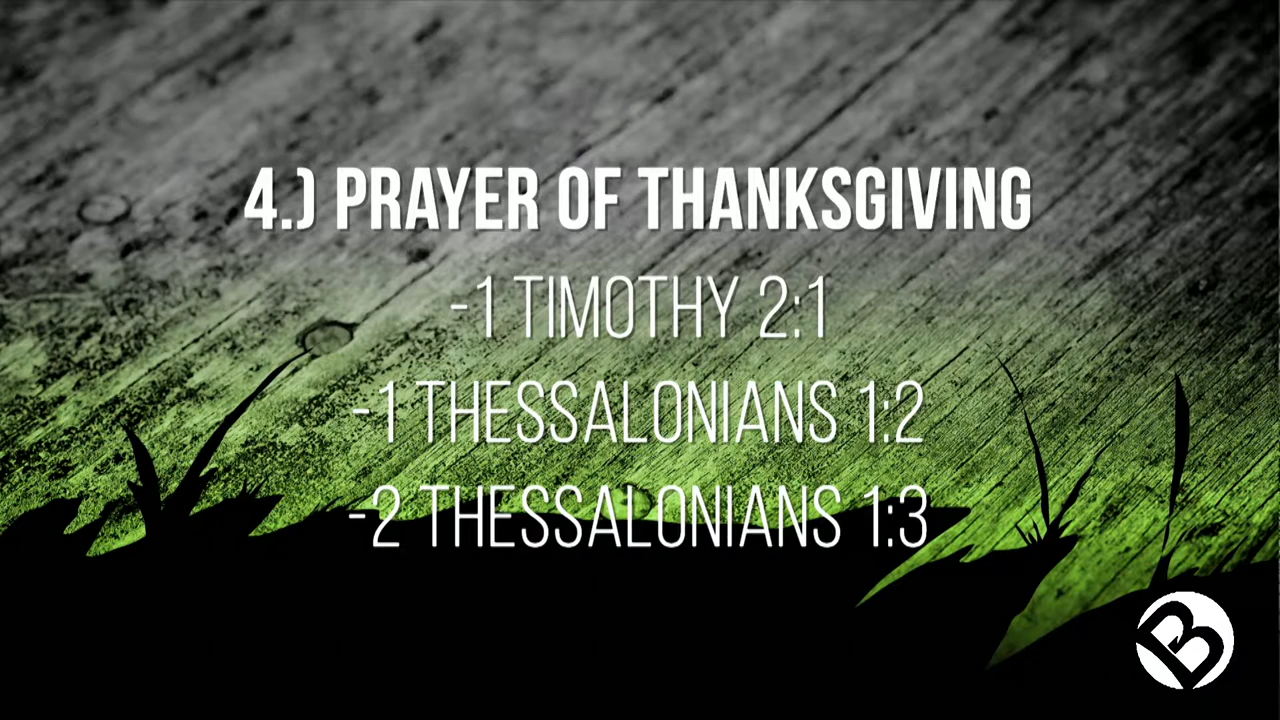 4.) PRAYER OF THANKSGIVING
-1 TIMOTHY 2:1
-1 THESSALONIANS 1:2
-2 THESSALONIANS 1:3
B